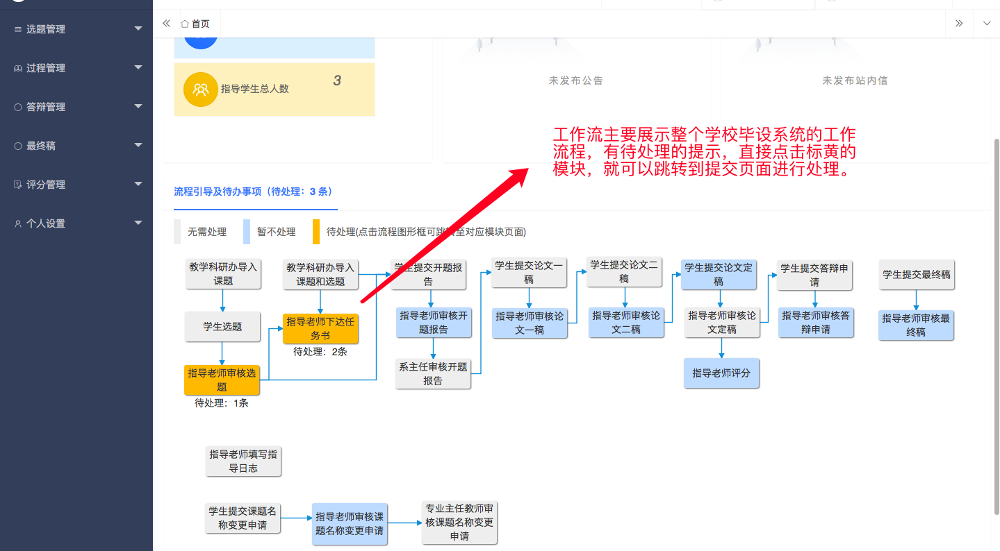 首页
选题管理
过程管理
答辩管理
最终稿
评分管理
个人设置
指导学生总人数
3
未发布公告
未发布站内信
工作流主要展示整个学校毕设系统的工作
流程，有待处理的提示，直接点击标黄的
模块，就可以跳转到提交页面进行处理。
流程引导及待办事项（待处理：3 条）
无需处理
暂不处理
待处理(点击流程图形框可跳转至对应模块页面)
教学科研办导入
课题
学生选题
指导老师审核选
题
待处理：1条
教学科研办导入
课题和选题
指导老师下达任
务书
待处理：2条
学生提交开题报
告
指导老师审核开
题报告
系主任审核开题
报告
学生提交论文一
稿
指导老师审核论
文一稿
学生提交论文二
稿
指导老师审核论
文二稿
学生提交论文定
稿
指导老师审核论
文定稿
指导老师评分
学生提交答辩申
请
指导老师审核答
辩申请
学生提交最终稿
指导老师审核最
终稿
指导老师填写指
导日志
学生提交课题名
称变更申请
指导老师审核课
题名称变更申请
专业主任教师审
核课题名称变更
申请